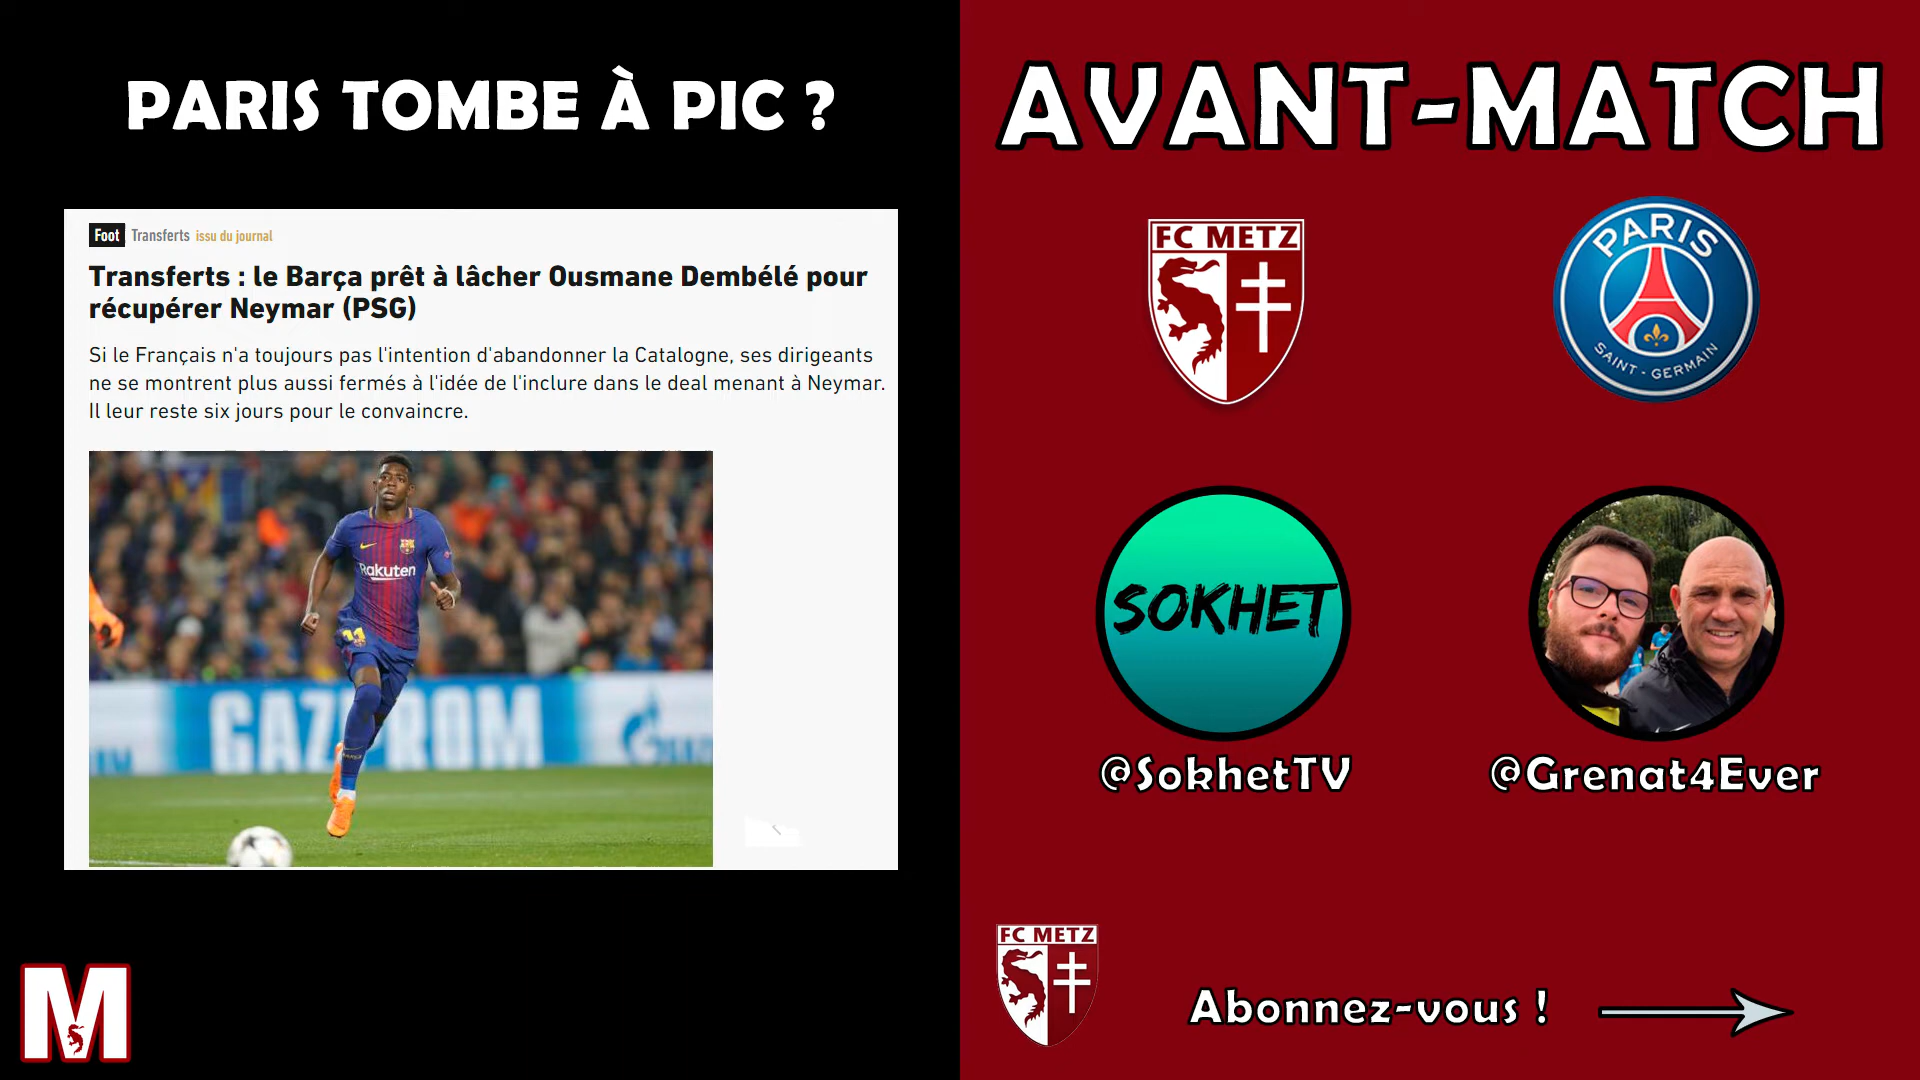 PARIS TOMBE À PIC ?
Foot Transferts issu du journal
Transferts : le Barça prêt à lâcher Ousmane Dembélé pour
récupérer Neymar (PSG)
Si le Français n'a toujours pas l'intention d'abandonner la Catalogne, ses dirigeants
ne se montrent plus aussi fermés à l'idée de l'inclure dans le deal menant à Neymar.
Il leur reste six jours pour le convaincre.
Rakuten
11
GAZPROM
M
AVANT-MATCH
FC METZ
PARIS
SAINT-GERMAIN
SOKHET
@SokhetTV
@Grenat4Ever
FC METZ
Abonnez-vous !